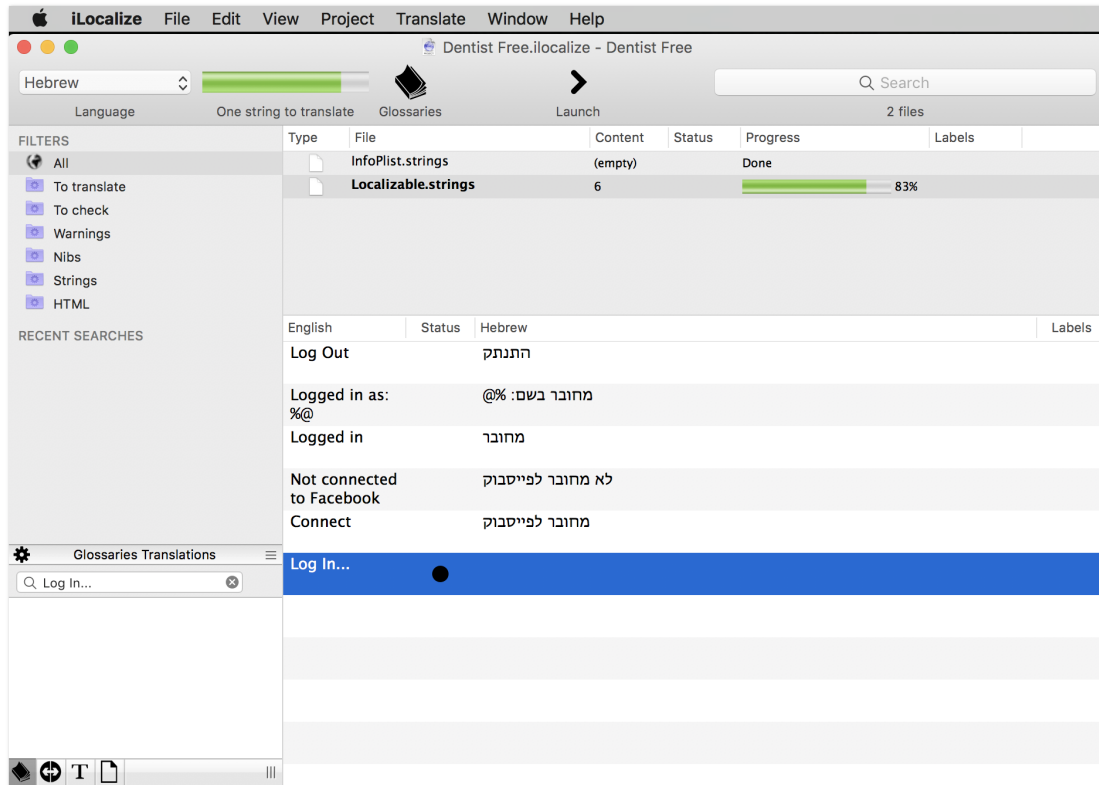 iLocalize File Edit View Project Translate Window Help
Dentist Free.ilocalize - Dentist Free
Hebrew
Search
Language One string to translate Glossaries Launch 2 files
FILTERS
All
To translate
To check
Warnings
Nibs
Strings
HTML
RECENT SEARCHES
Type File Content Status Progress Labels
InfoPlist.strings (empty) Done
Localizable.strings 6 83%
English Status Hebrew Labels
Log Out התנתק
Logged in as: מחובר בשם: %@
%@
Logged in מחובר
Not connected לא מחובר לפייסבוק
to Facebook
Connect מחובר לפייסבוק
Log In...
Glossaries Translations
Log In...
T